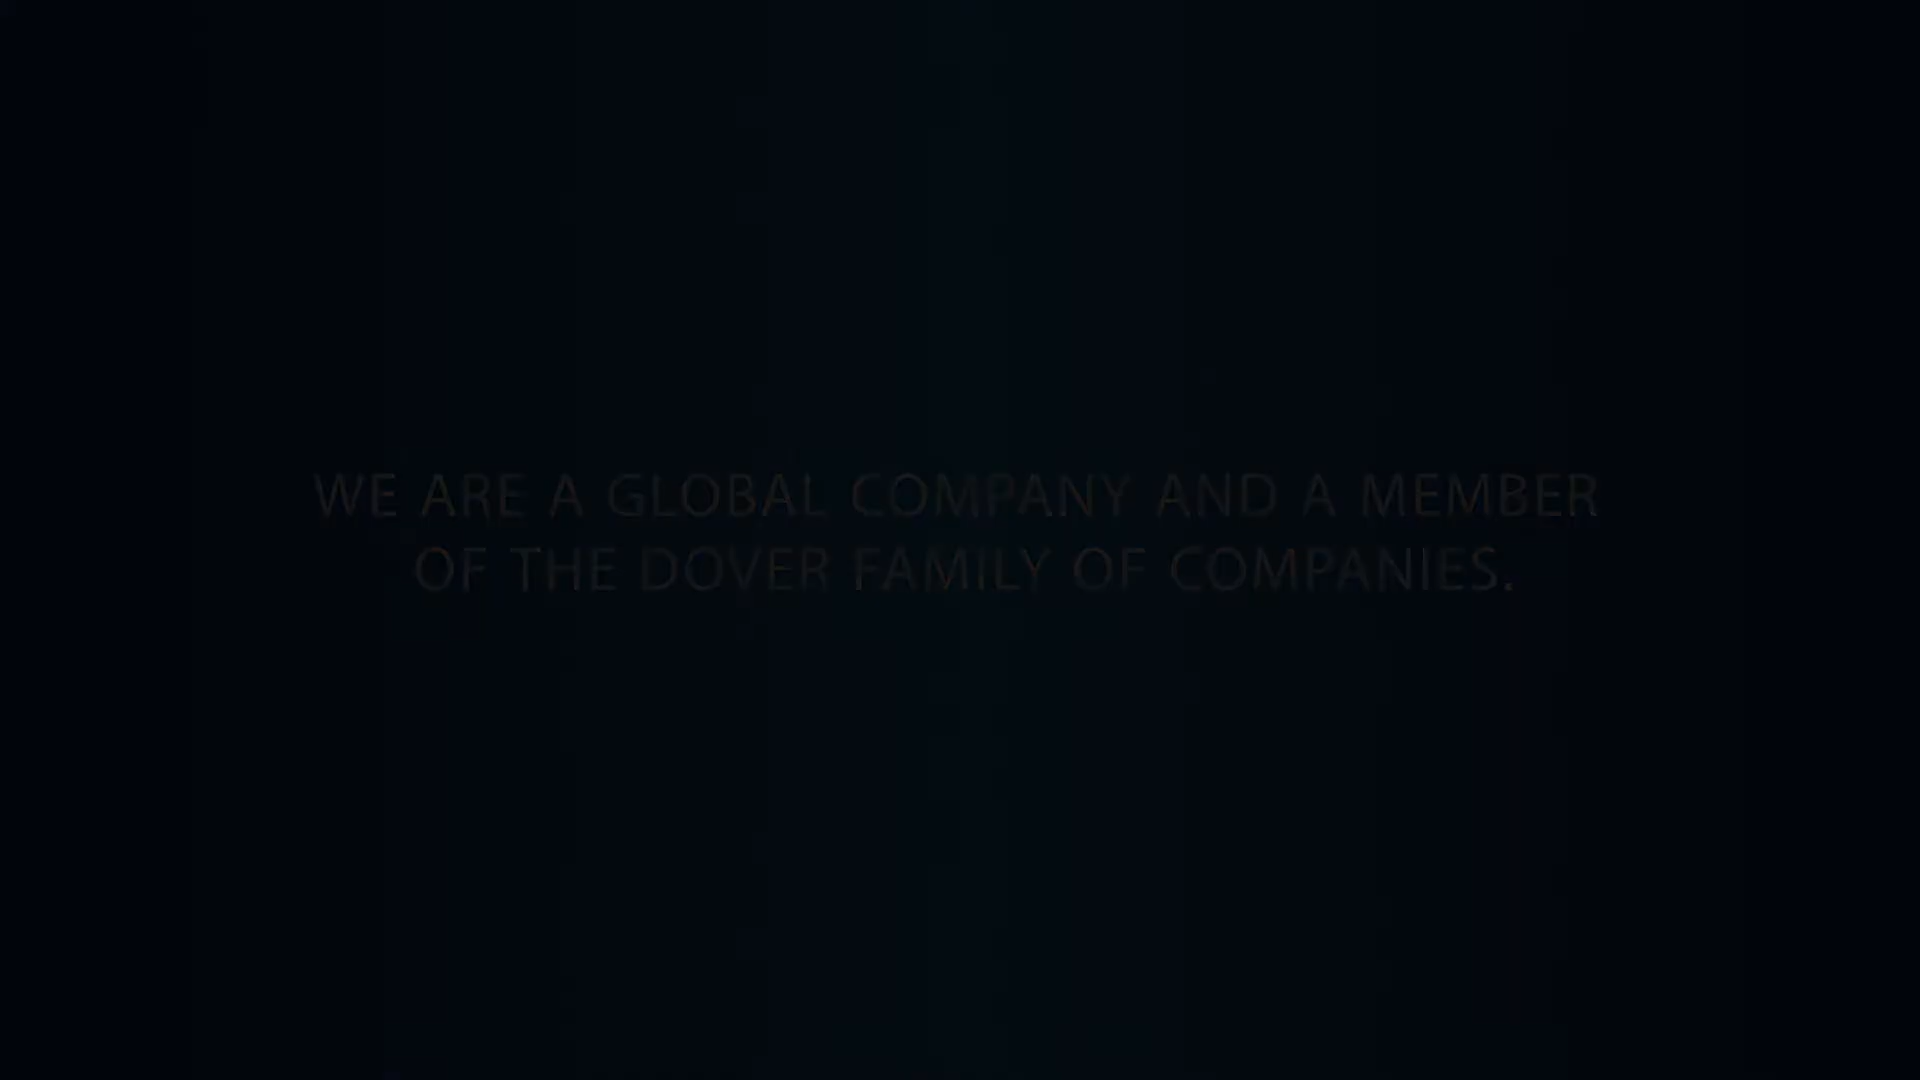 WE ARE A GLOBAL COMPANY AND A MEMBER
OF THE DOVER FAMILY OF COMPANIES.